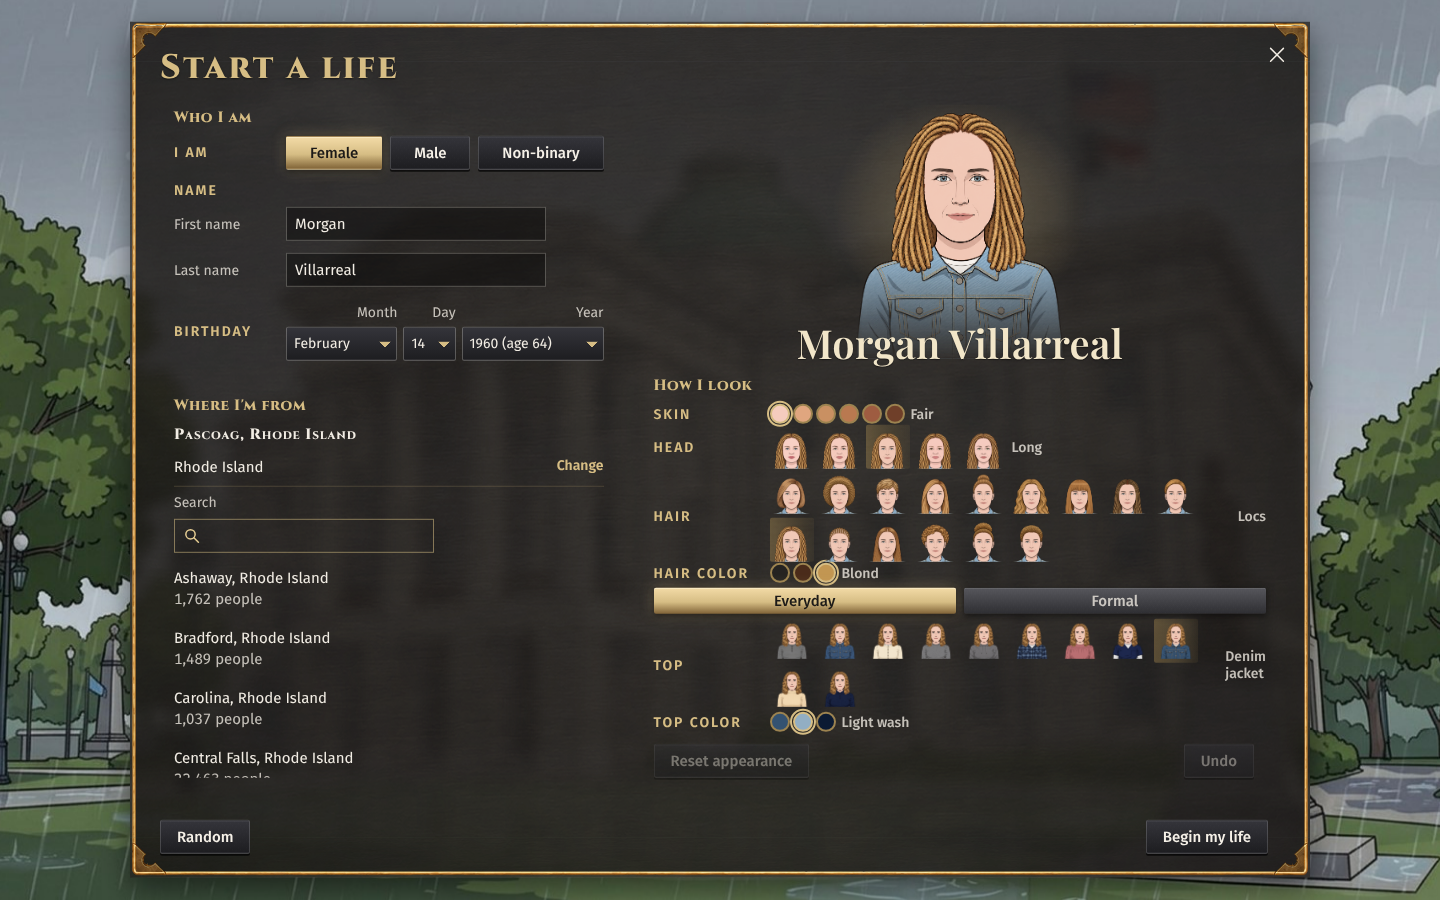 Start a life
Who I am
I AM
Female
Male
Non-binary
NAME
First name
Morgan
Last name
Villarreal
Month
Day
Year
BIRTHDAY
February
14
1960 (age 64)
Where I'm from
Pascoag, Rhode Island
Rhode Island
Change
Search
Ashaway, Rhode Island
1,762 people
Bradford, Rhode Island
1,489 people
Carolina, Rhode Island
1,037 people
Central Falls, Rhode Island
Random
Morgan Villarreal
How I look
SKIN
Fair
HEAD
Long
HAIR
Locs
HAIR COLOR
Blond
Everyday
Formal
TOP
Denim
jacket
TOP COLOR
Light wash
Reset appearance
Undo
Begin my life